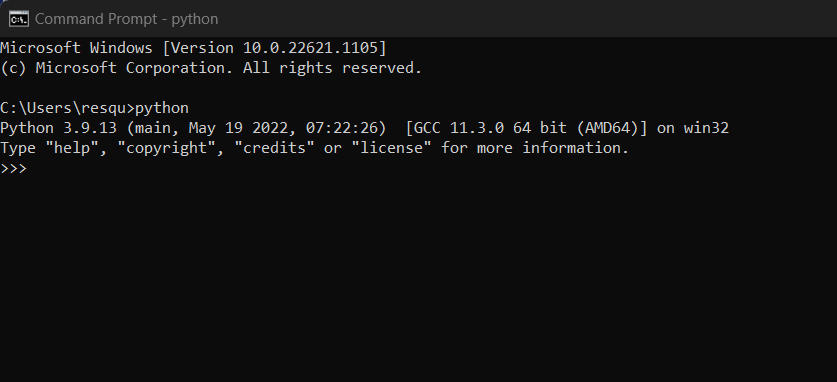 Command Prompt - python
Microsoft Windows [Version 10.0.22621.1105]
(c) Microsoft Corporation. All rights reserved.
C:\Users\resqu>python
Python 3.9.13 (main, May 19 2022, 07:22:26)  [GCC 11.3.0 64 bit (AMD64)] on win32
Type "help", "copyright", "credits" or "license" for more information.
>>>